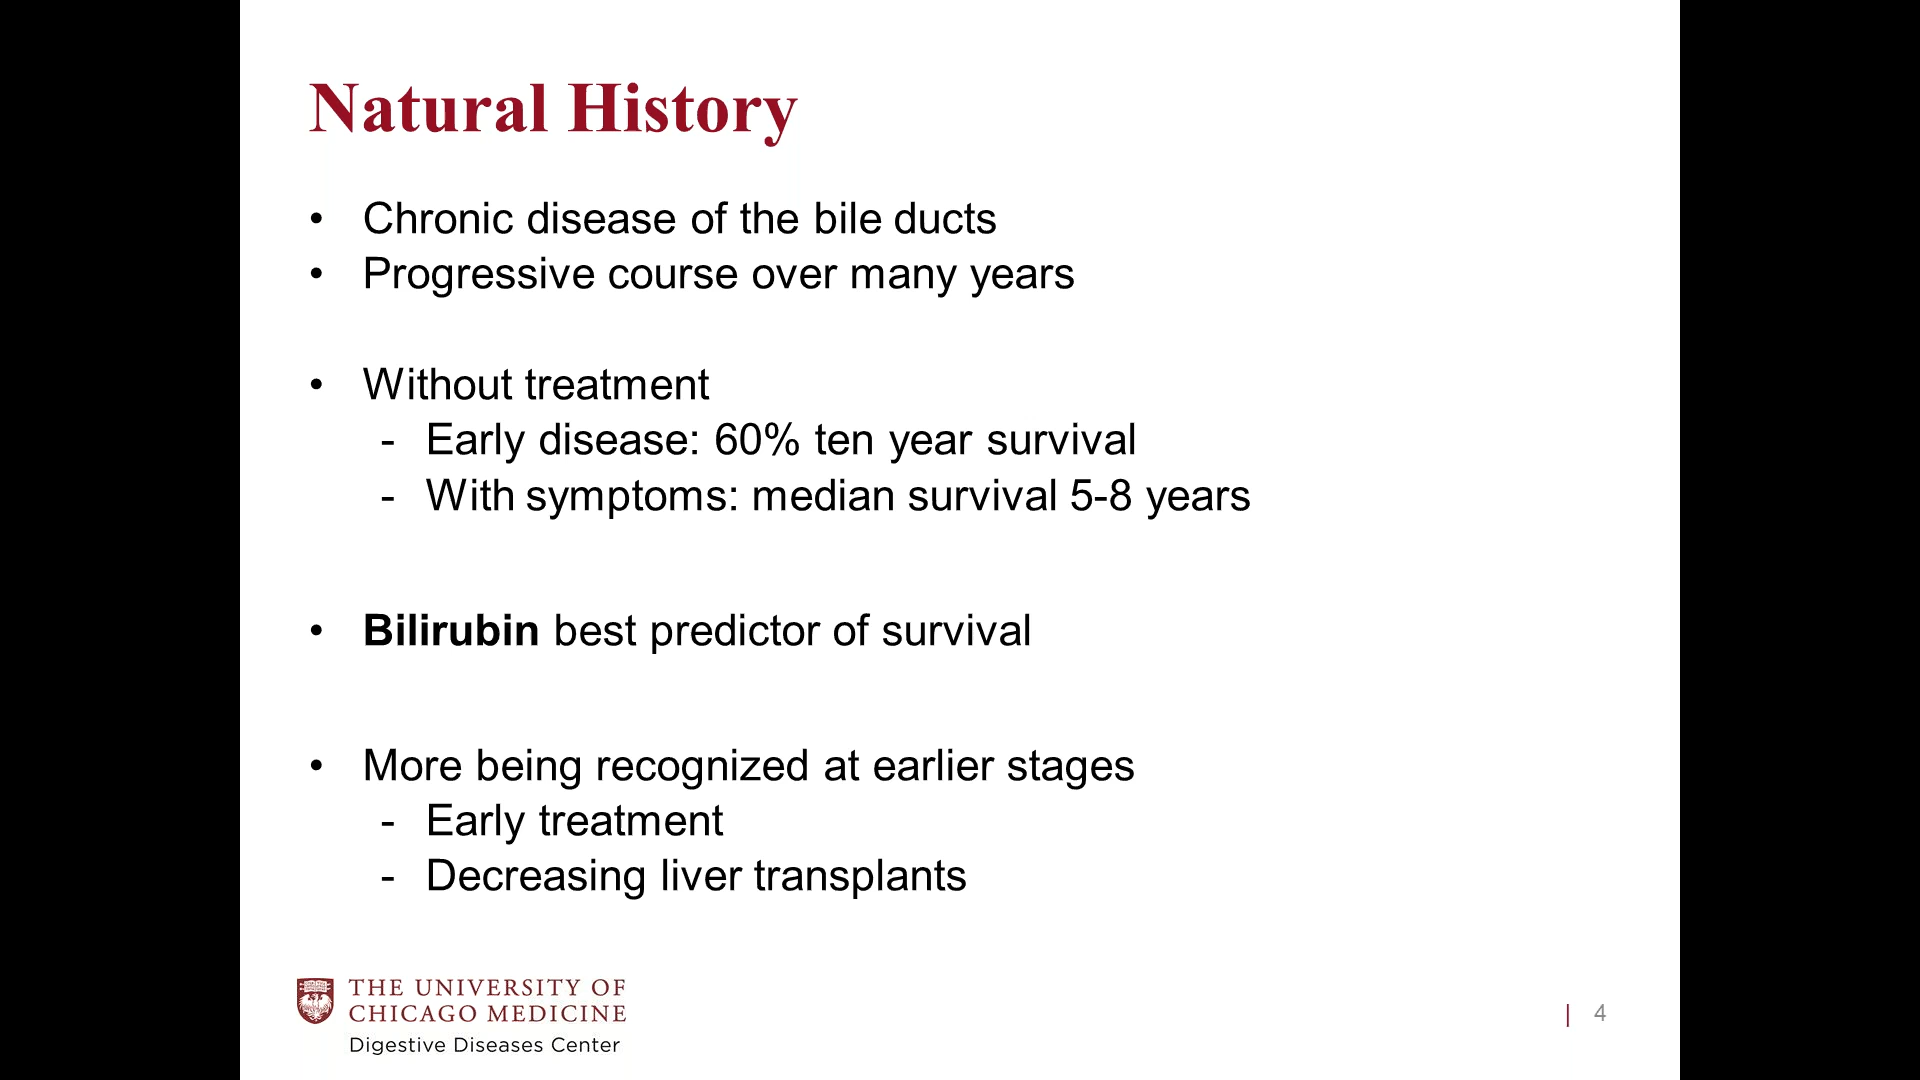 Natural History
• Chronic disease of the bile ducts
• Progressive course over many years
• Without treatment
- Early disease: 60% ten year survival
- With symptoms: median survival 5-8 years
• Bilirubin best predictor of survival
• More being recognized at earlier stages
- Early treatment
- Decreasing liver transplants
THE UNIVERSITY OF
CHICAGO MEDICINE
Digestive Diseases Center
| 4